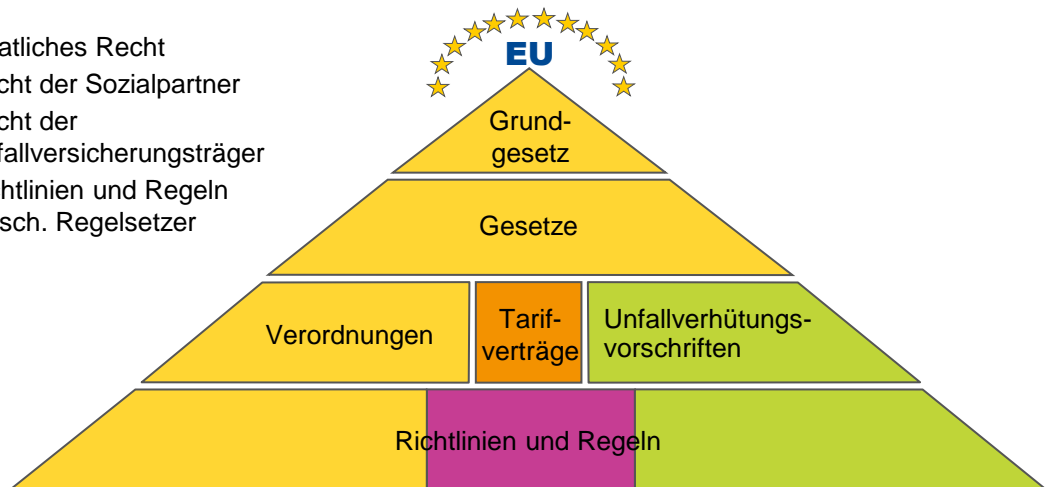 atliches Recht
cht der Sozialpartner
cht der
fallversicherungsträger
htlinien und Regeln
sch. Regelsetzer
EU
Grund-
gesetz
Gesetze
Verordnungen
Tarif-
verträge
Unfallverhütungs-
vorschriften
Richtlinien und Regeln